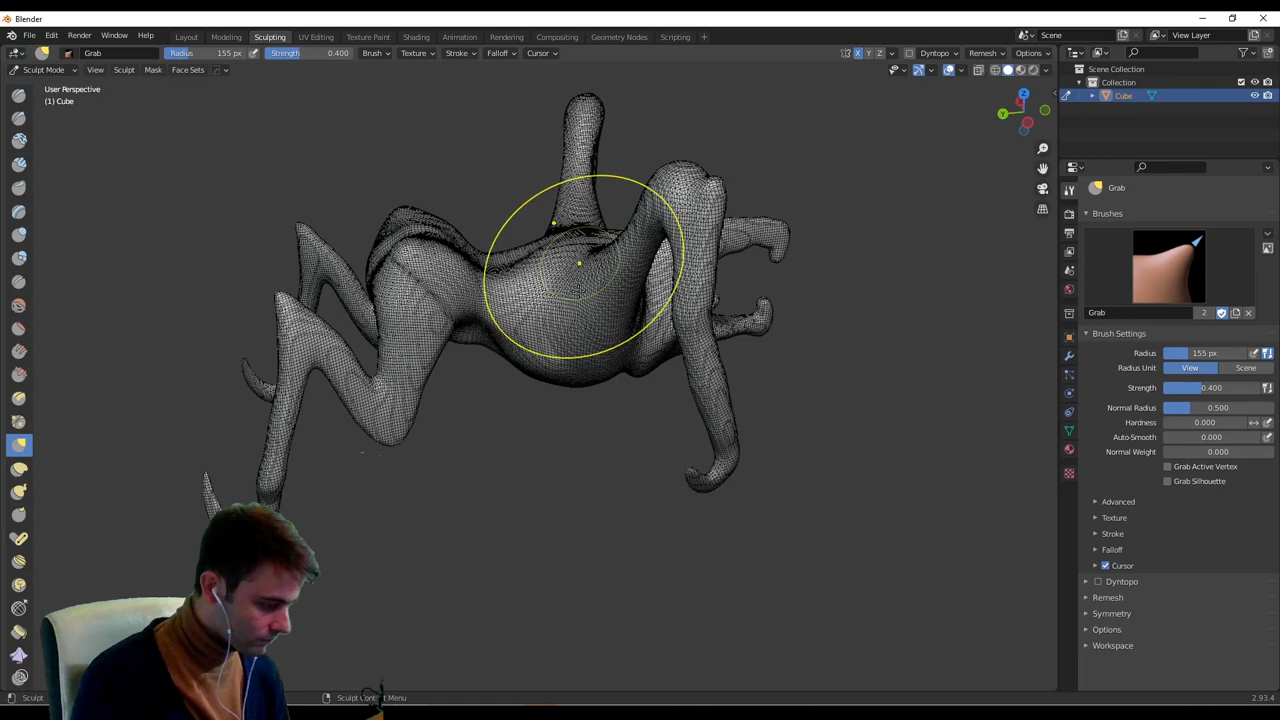 Blender
File Edit Render Window Help Layout Modeling Sculpting UV Editing Texture Paint Shading Animation Rendering Compositing Geometry Nodes Scripting Scene View Layer
Grab Radius 155 px Strength 0.400 Brush Texture Stroke Falloff Cursor X Y Z Dyntopo Remesh Options
Sculpt Mode View Sculpt Mask Face Sets
User Perspective
(1) Cube
Scene Collection
Collection
Cube
Z
Y
Grab
Brushes
Grab 2
Brush Settings
Radius 155 px
Radius Unit View Scene
Strength 0.400
Normal Radius 0.500
Hardness 0.000
Auto-Smooth 0.000
Normal Weight 0.000
Grab Active Vertex
Grab Silhouette
Advanced
Texture
Stroke
Falloff
Cursor
Dyntopo
Remesh
Symmetry
Options
Workspace
Sculpt
2.93.4